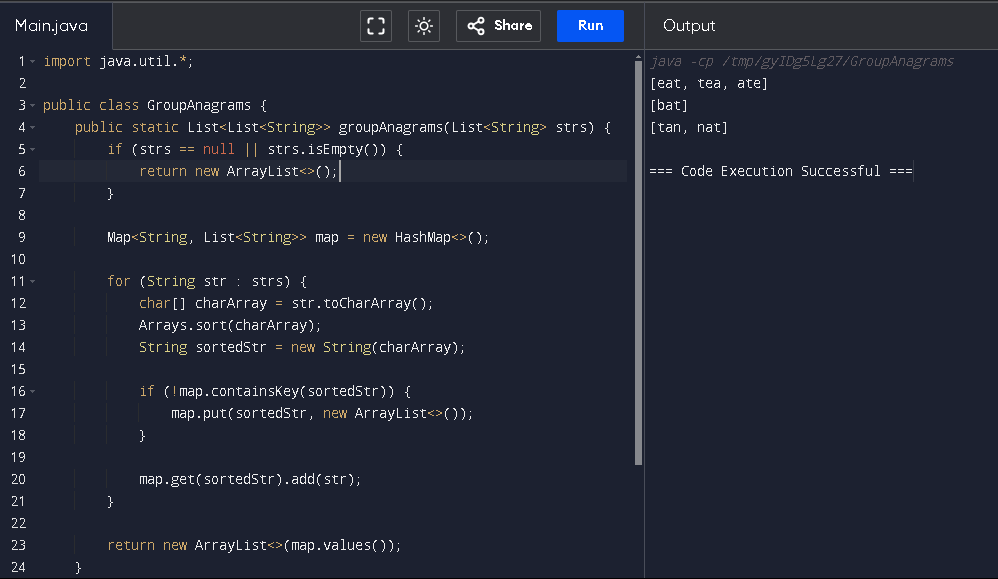 Main.java
Share
Run
Output
1 import java.util.*;
2
3 public class GroupAnagrams {
4 public static List<List<String>> groupAnagrams(List<String> strs) {
5 if (strs == null || strs.isEmpty()) {
6 return new ArrayList<>();
7 }
8
9 Map<String, List<String>> map = new HashMap<>();
10
11 for (String str : strs) {
12 char[] charArray = str.toCharArray();
13 Arrays.sort(charArray);
14 String sortedStr = new String(charArray);
15
16 if (!map.containsKey(sortedStr)) {
17 map.put(sortedStr, new ArrayList<>());
18 }
19
20 map.get(sortedStr).add(str);
21 }
22
23 return new ArrayList<>(map.values());
24 }
java -cp /tmp/gyIDg5Lg27/GroupAnagrams
[eat, tea, ate]
[bat]
[tan, nat]
=== Code Execution Successful ===